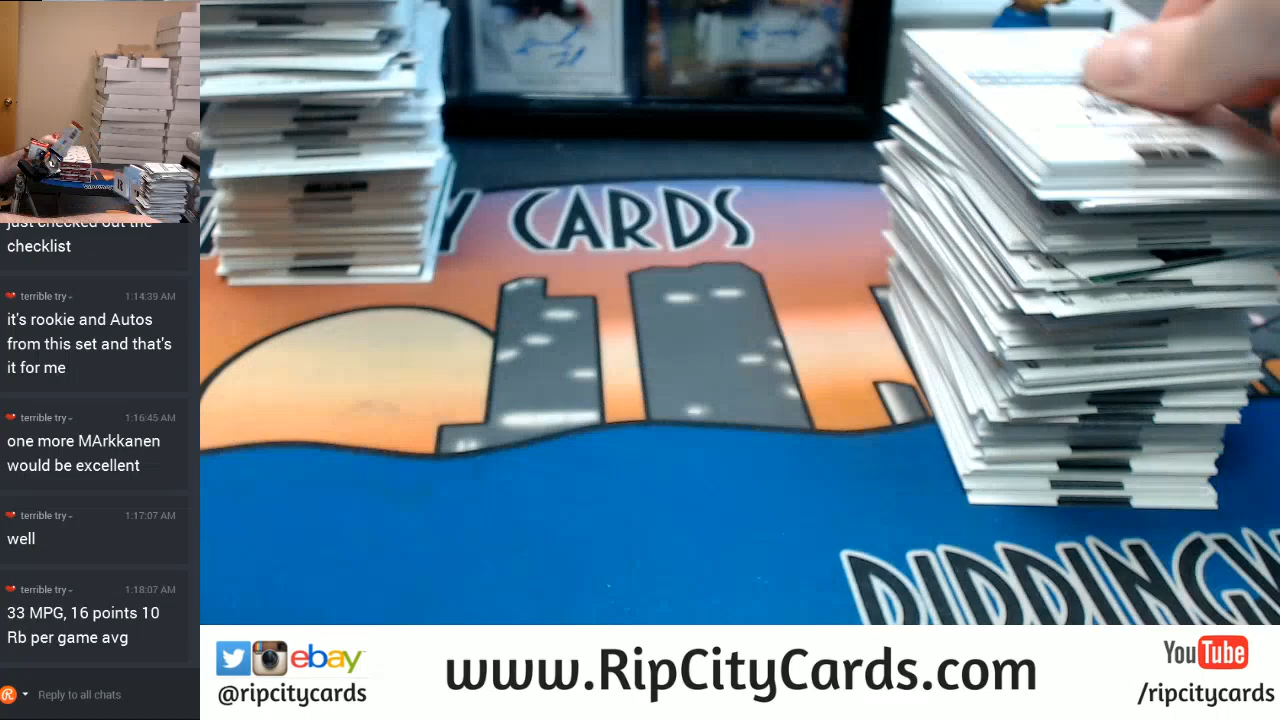 just checked out the
checklist
terrible try
1:14:39 AM
it's rookie and Autos
from this set and that's
it for me
terrible try
1:16:45 AM
one more MArkkanen
would be excellent
terrible try
1:17:07 AM
well
terrible try
1:18:07 AM
33 MPG, 16 points 10
Rb per game avg
Reply to all chats
Y CARDS
ebay
@ripcitycards
www.RipCityCards.com
YouTube
/ripcitycards